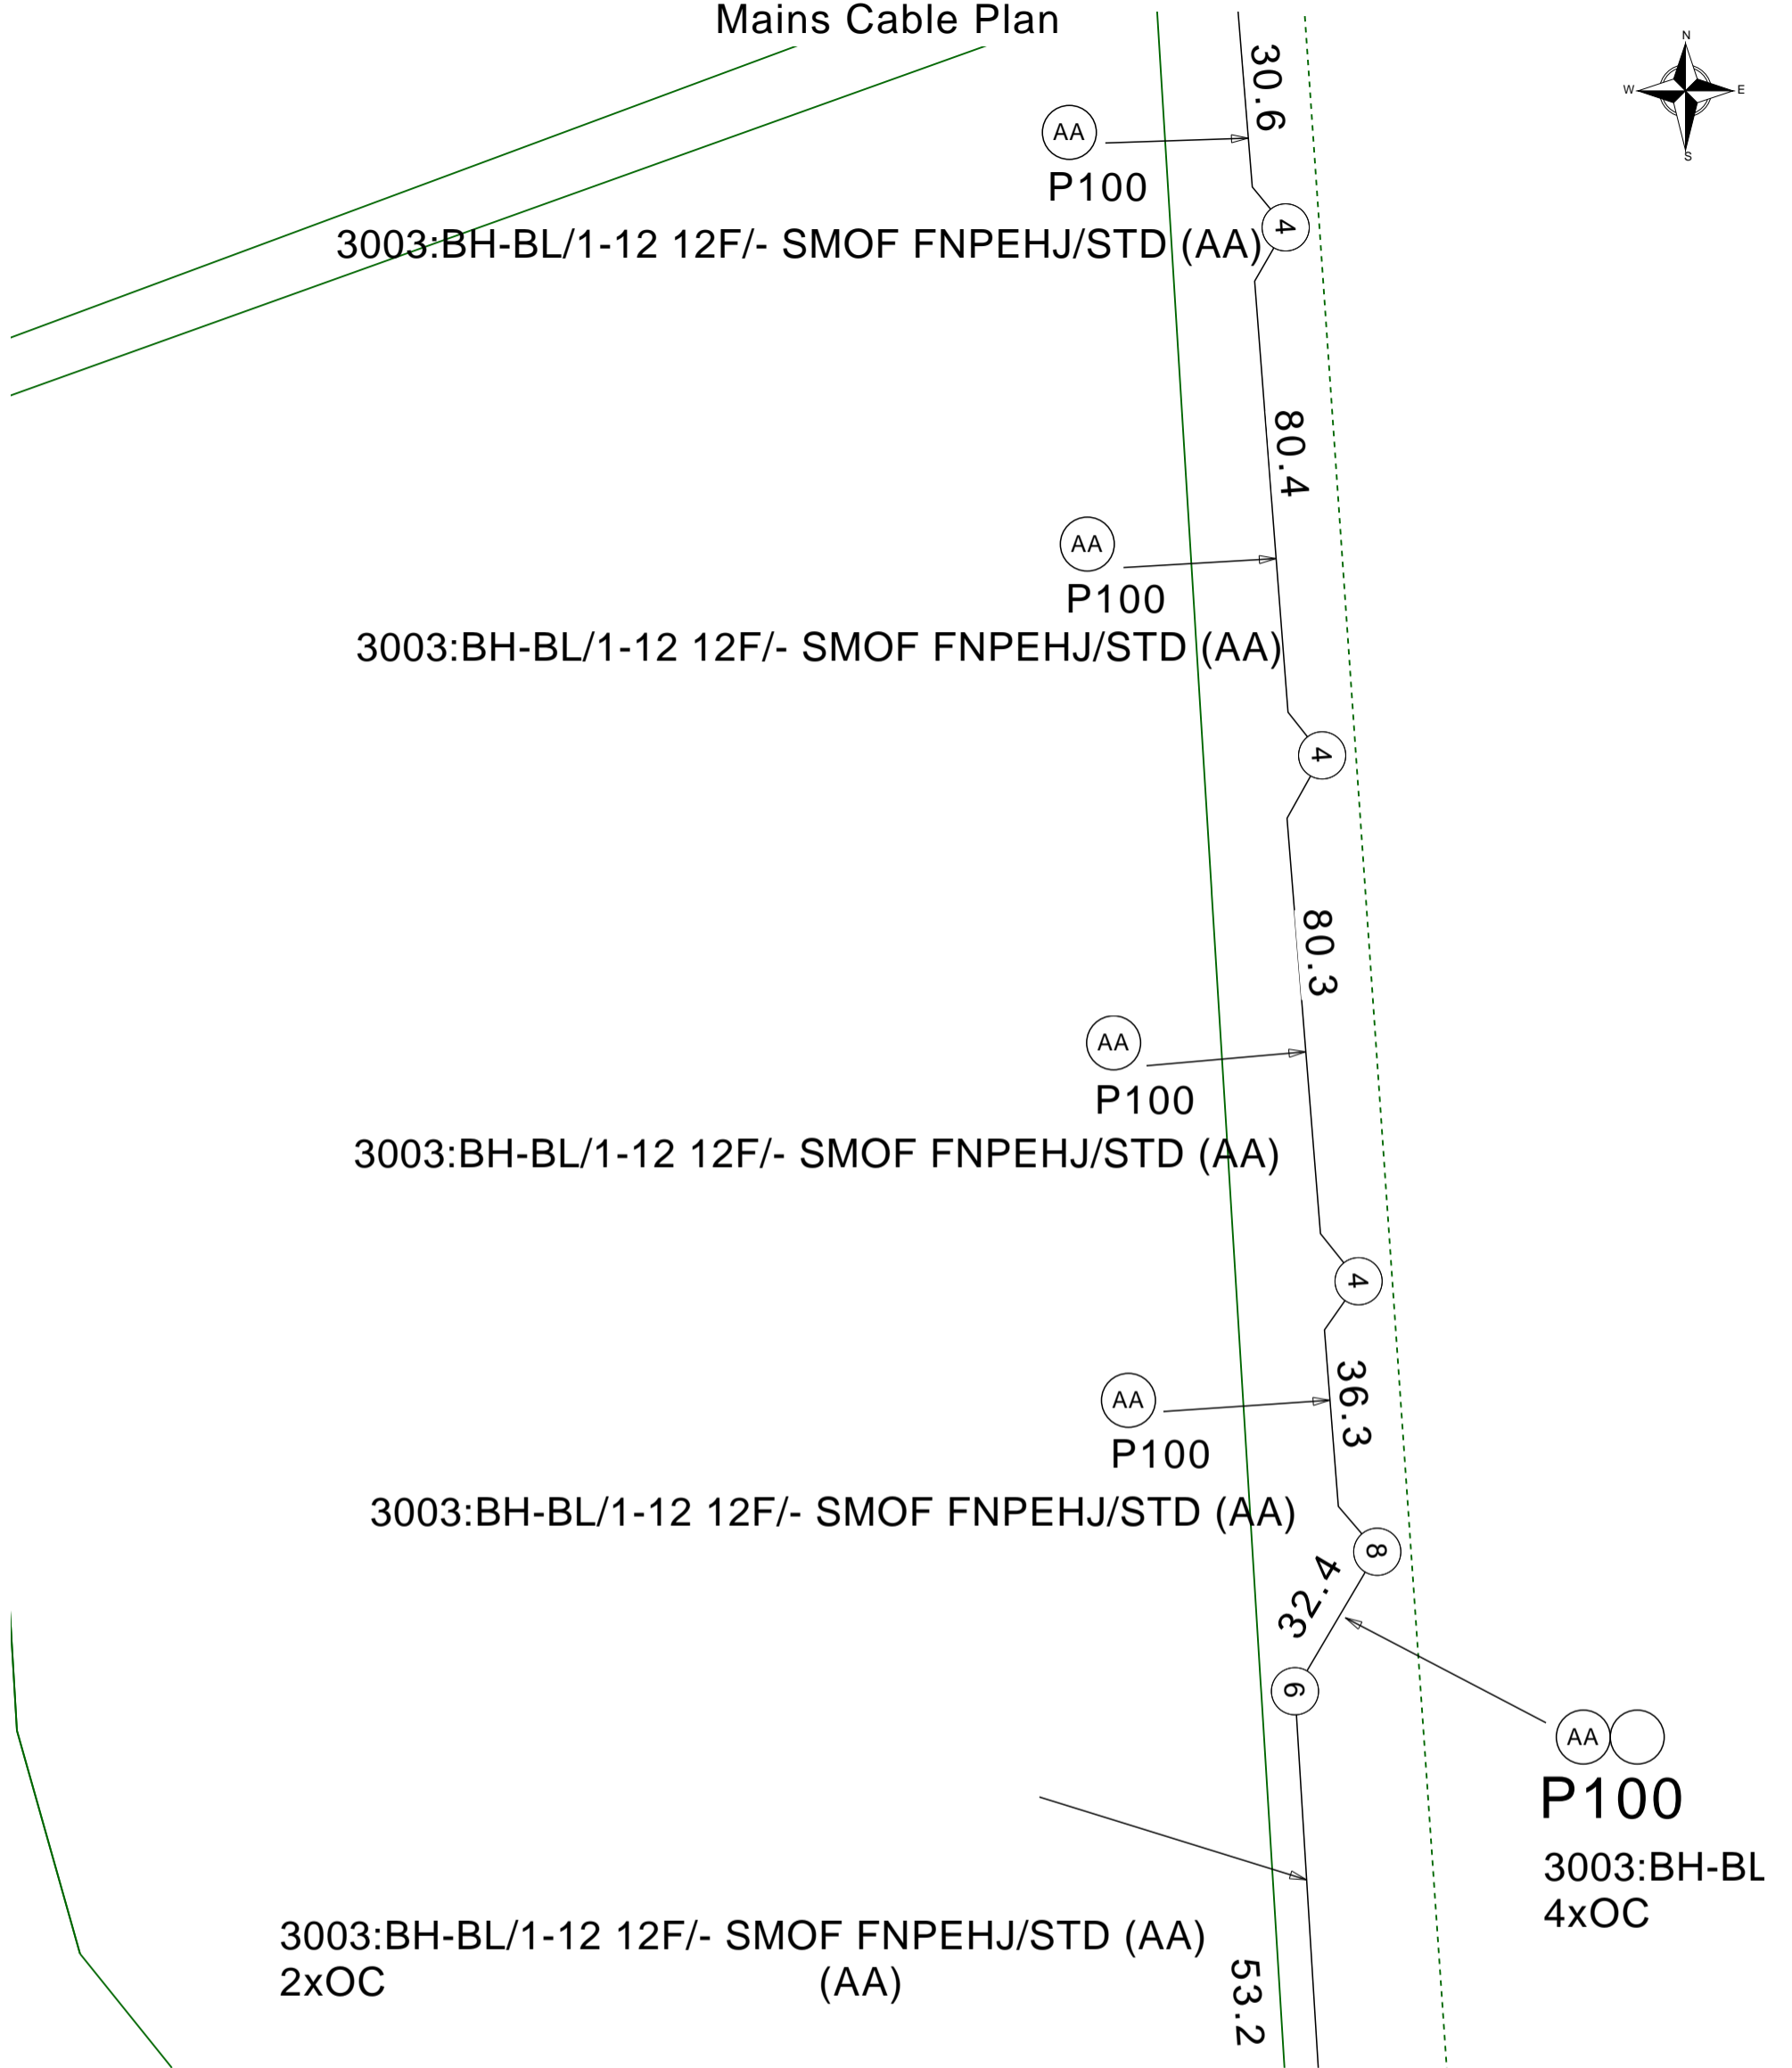 Mains Cable Plan
N
W
E
S
30.6
AA
P100
4
3003:BH-BL/1-12 12F/- SMOF FNPEHJ/STD (AA)
80.4
AA
P100
3003:BH-BL/1-12 12F/- SMOF FNPEHJ/STD (AA)
4
80.3
AA
P100
3003:BH-BL/1-12 12F/- SMOF FNPEHJ/STD (AA)
4
36.3
AA
P100
3003:BH-BL/1-12 12F/- SMOF FNPEHJ/STD (AA)
8
32.4
6
AA
P100
3003:BH-BL
4xOC
3003:BH-BL/1-12 12F/- SMOF FNPEHJ/STD (AA)
2xOC (AA)
53.2